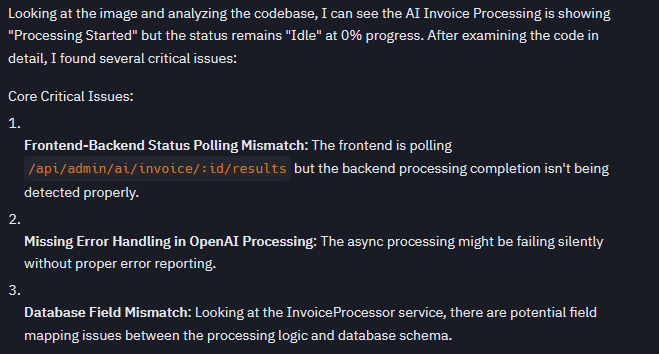 Looking at the image and analyzing the codebase, I can see the AI Invoice Processing is showing
"Processing Started" but the status remains "Idle" at 0% progress. After examining the code in
detail, I found several critical issues:
Core Critical Issues:
1.
Frontend-Backend Status Polling Mismatch: The frontend is polling
/api/admin/ai/invoice/:id/results but the backend processing completion isn't being
detected properly.
2.
Missing Error Handling in OpenAI Processing: The async processing might be failing silently
without proper error reporting.
3.
Database Field Mismatch: Looking at the InvoiceProcessor service, there are potential field
mapping issues between the processing logic and database schema.